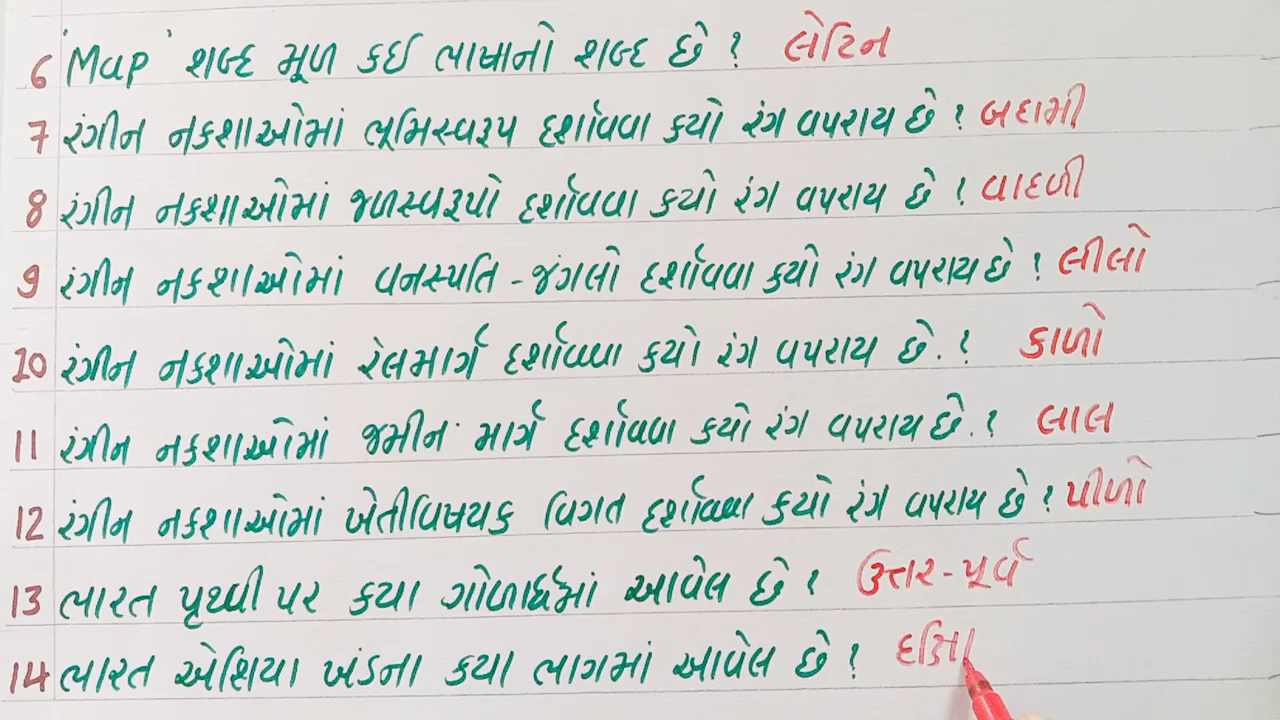 6 'Map' શબ્દ મૂળ કઈ ભાષાનો શબ્દ છે ? લેટિન
7 રંગીન નકશાઓમાં ભૂમિસ્વરૂપ દર્શાવવા કયો રંગ વપરાય છે ? બદામી
8 રંગીન નકશાઓમાં જળસ્વરૂપો દર્શાવવા કયો રંગ વપરાય છે ? વાદળી
9 રંગીન નકશાઓમાં વનસ્પતિ - જંગલો દર્શાવવા કયો રંગ વપરાય છે ? લીલો
10 રંગીન નકશાઓમાં રેલમાર્ગ દર્શાવવા કયો રંગ વપરાય છે. ? કાળો
11 રંગીન નકશાઓમાં જમીન માર્ગ દર્શાવવા કયો રંગ વપરાય છે. ? લાલ
12 રંગીન નકશાઓમાં ખેતીવિષયક વિગત દર્શાવવા કયો રંગ વપરાય છે ? પીળો
13 ભારત પૃથ્વી પર કયા ગોળાર્ધમાં આવેલ છે ? ઉત્તર - પૂર્વ
14 ભારત એશિયા ખંડના કયા ભાગમાં આવેલ છે ?